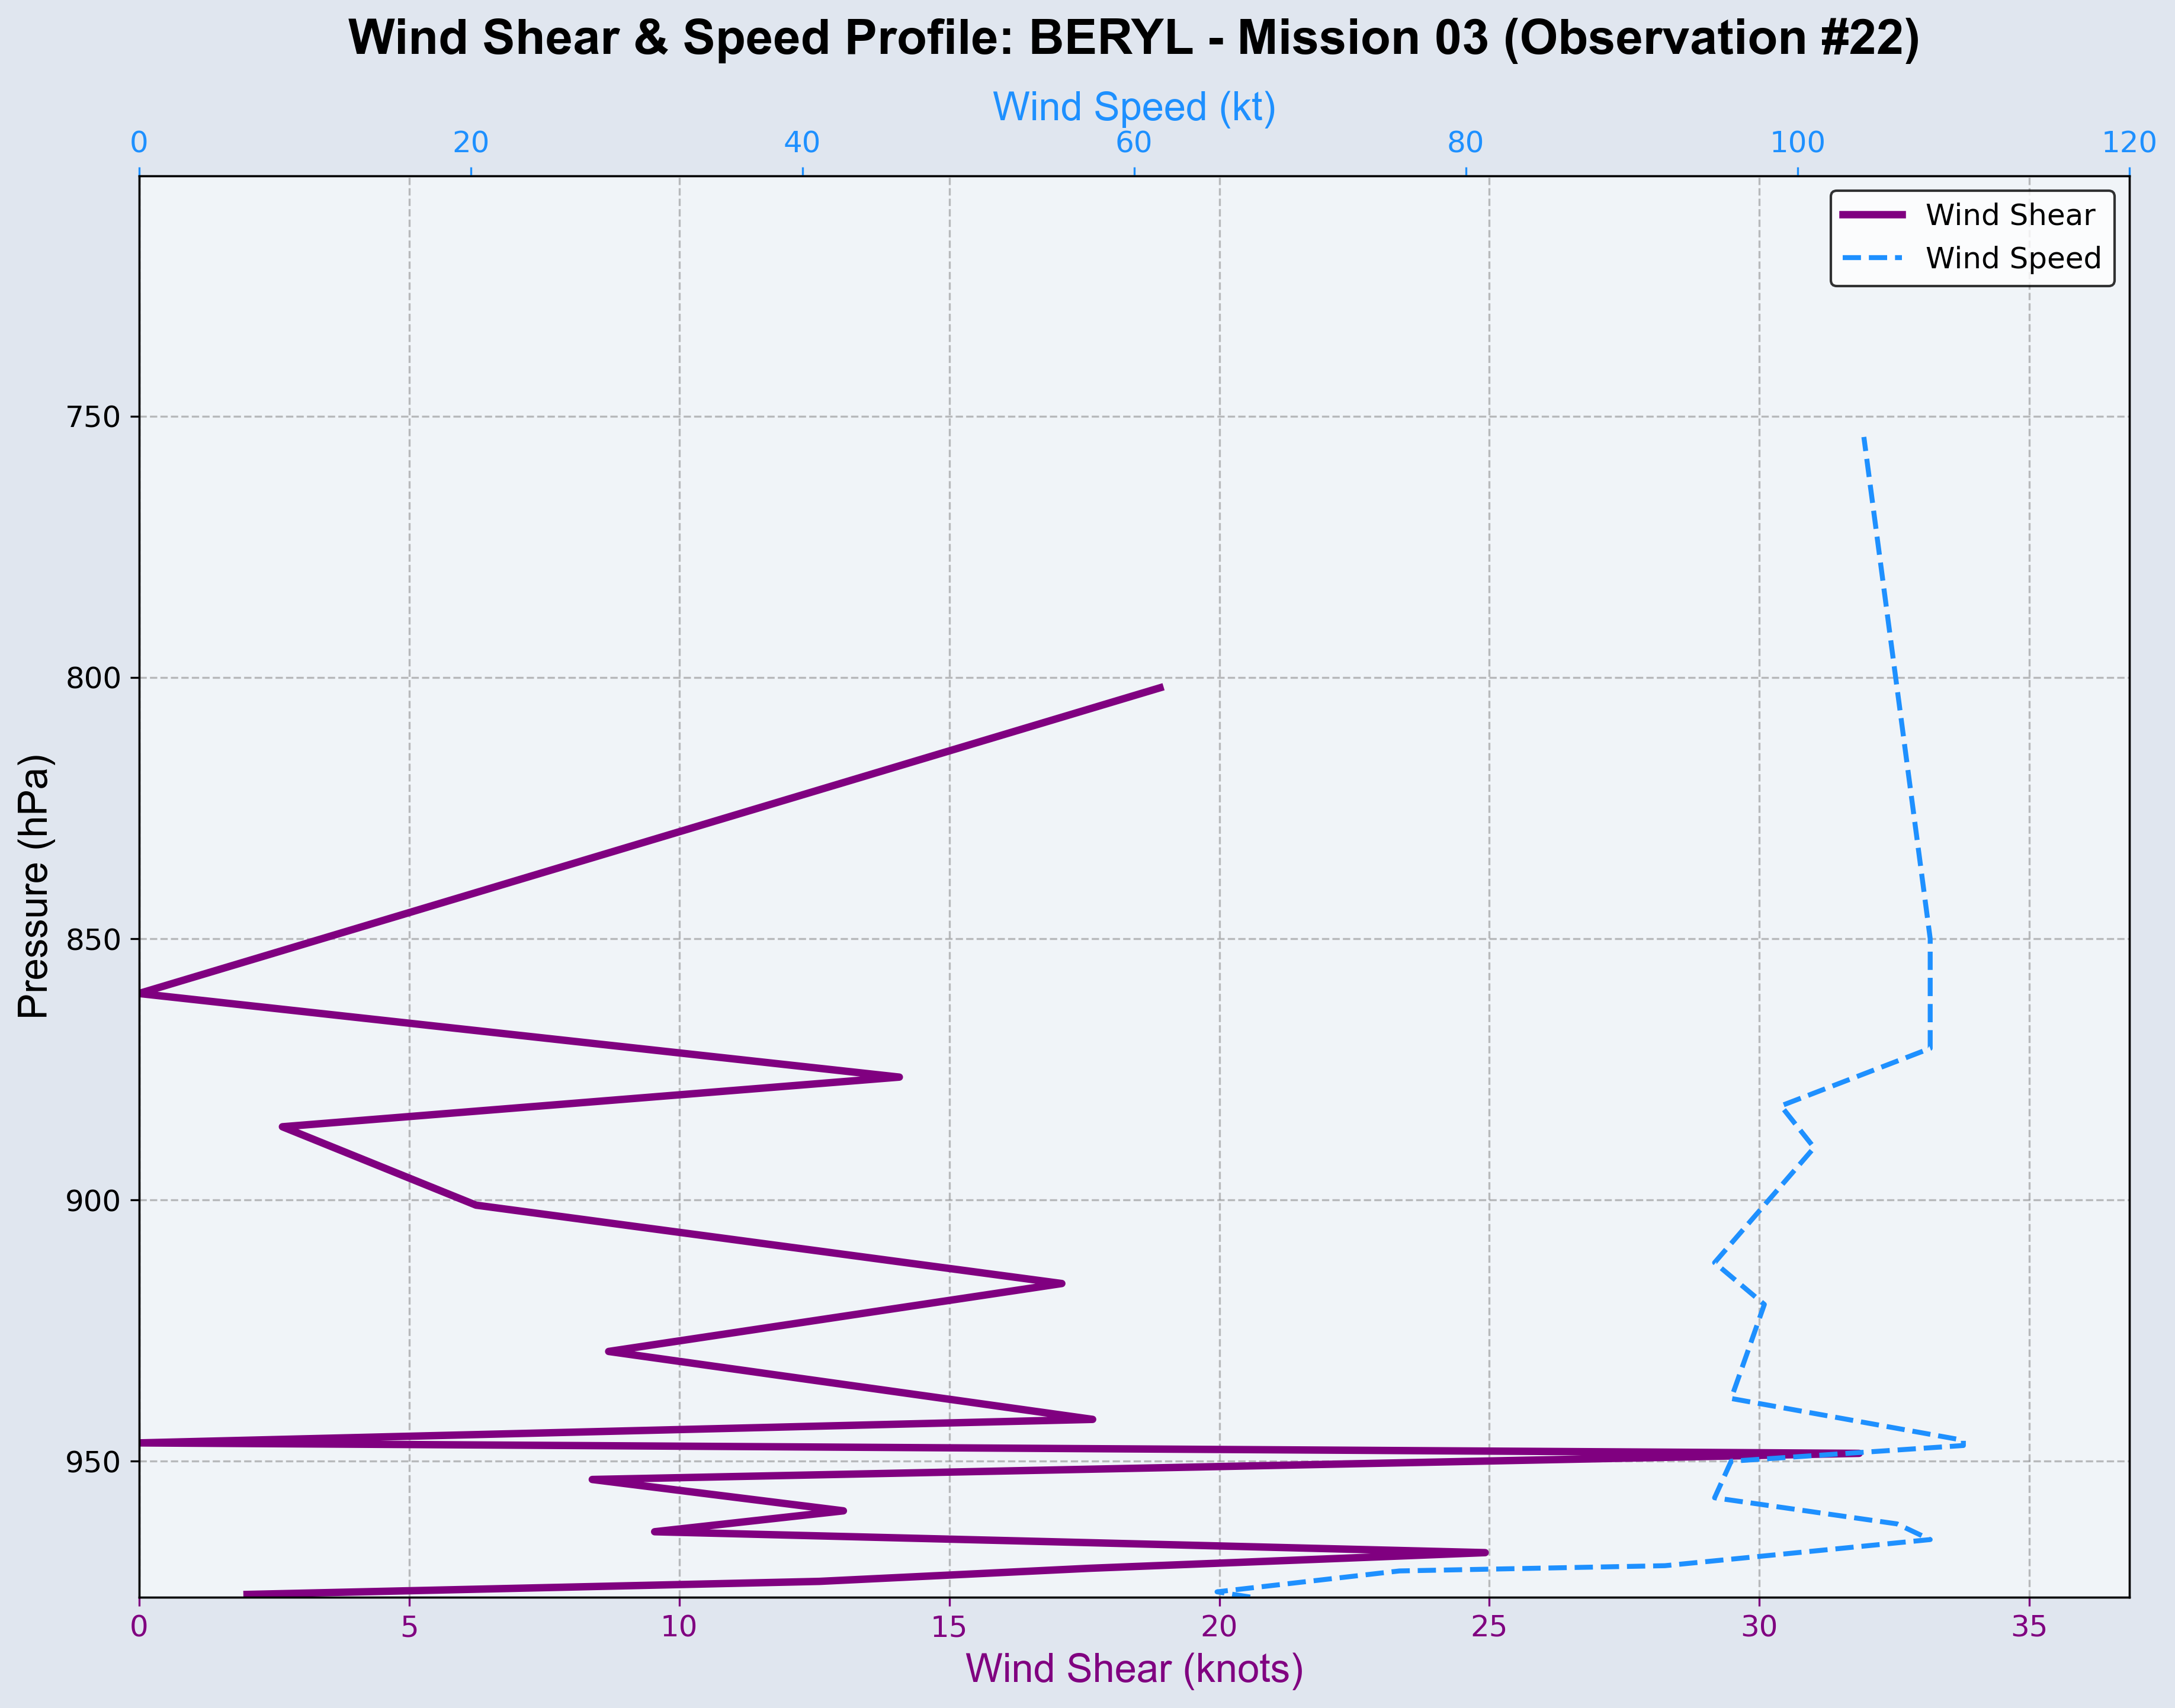 Wind Shear & Speed Profile: BERYL - Mission 03 (Observation #22)
Wind Speed (kt)
0 20 40 60 80 100 120
Wind Shear
Wind Speed
750
800
850
900
950
Pressure (hPa)
0 5 10 15 20 25 30 35
Wind Shear (knots)